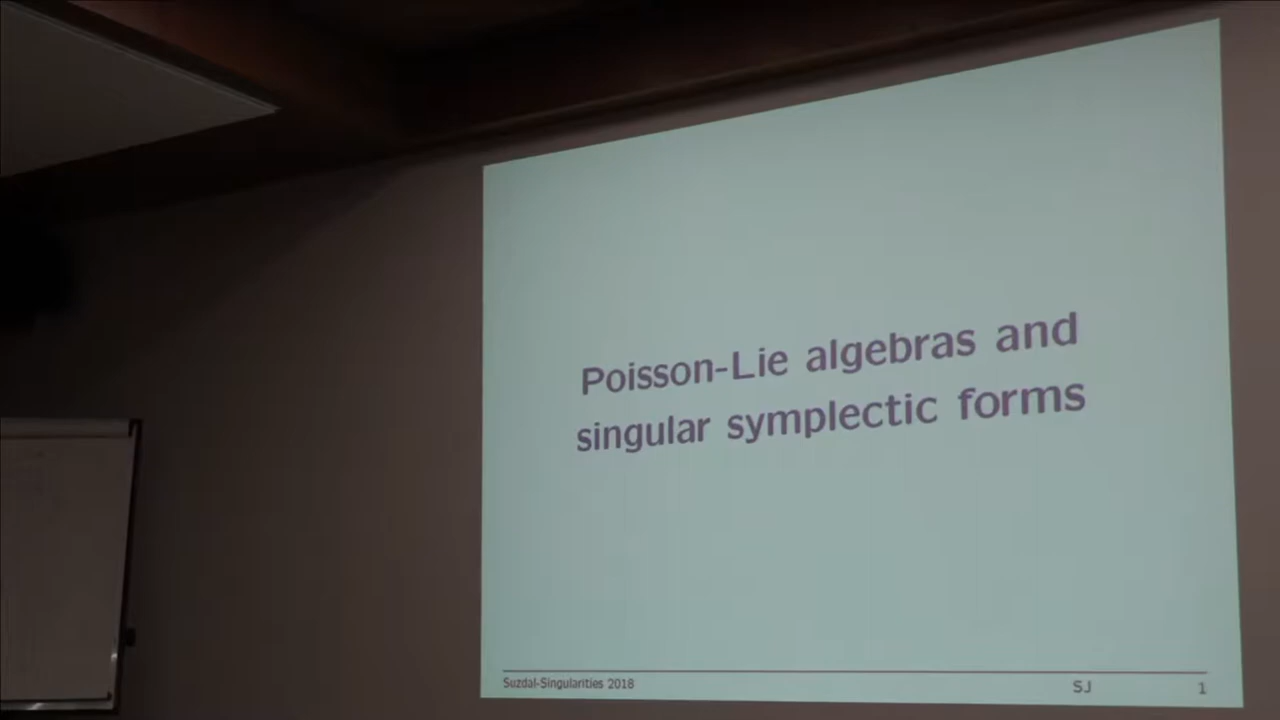 Poisson-Lie algebras and
singular symplectic forms
Suzdal-Singularities 2018 SJ 1